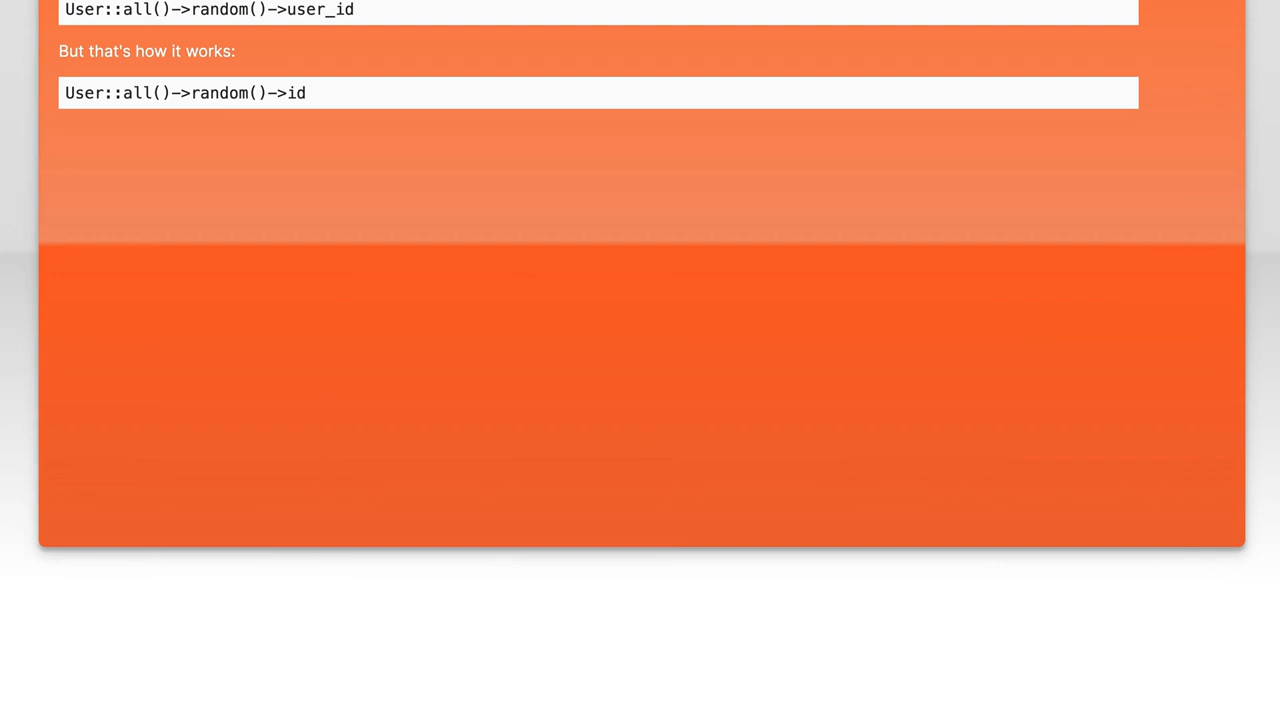 User::all()->random()->user_id
But that's how it works:
User::all()->random()->id